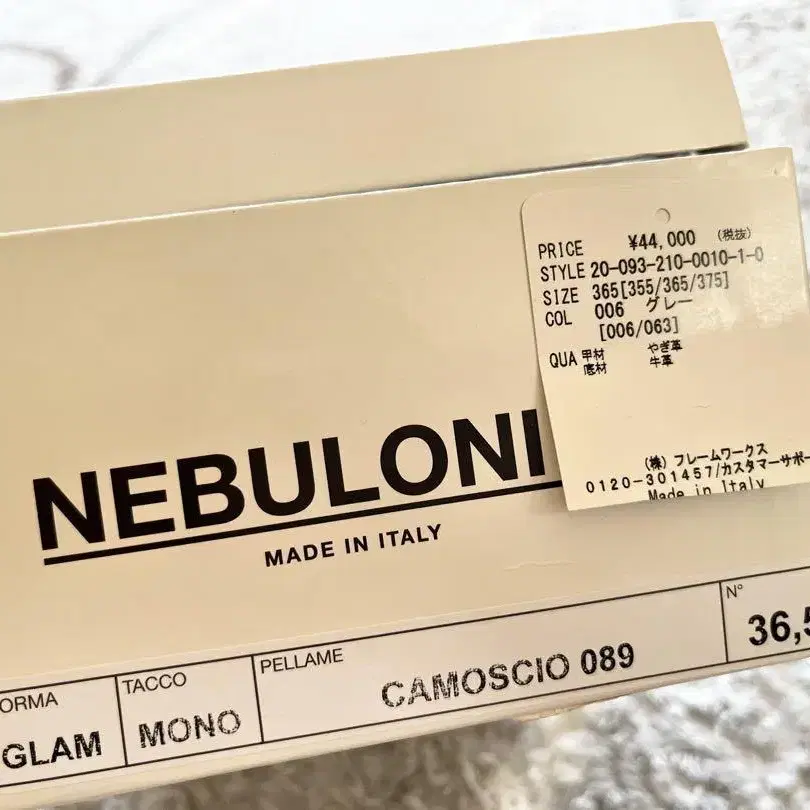 PRICE ¥44,000 (税抜)
STYLE 20-093-210-0010-1-0
SIZE 365[355/365/375]
COL 006 グレー
[006/063]
QUA 甲材 やぎ革
底材 牛革
(株) フレームワークス
0120-301457/カスタマーサポー
Made in Italy
NEBULONI
MADE IN ITALY
ORMA TACCO PELLAME N°
GLAM MONO CAMOSCIO 089 36,5